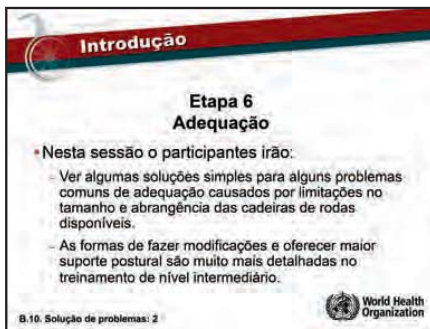 Introdução
Etapa 6
Adequação
•Nesta sessão o participantes irão:
– Ver algumas soluções simples para alguns problemas
comuns de adequação causados por limitações no
tamanho e abrangência das cadeiras de rodas
disponíveis.
– As formas de fazer modificações e oferecer maior
suporte postural são muito mais detalhadas no
treinamento de nível intermediário.
B.10. Solução de problemas: 2
World Health
Organization